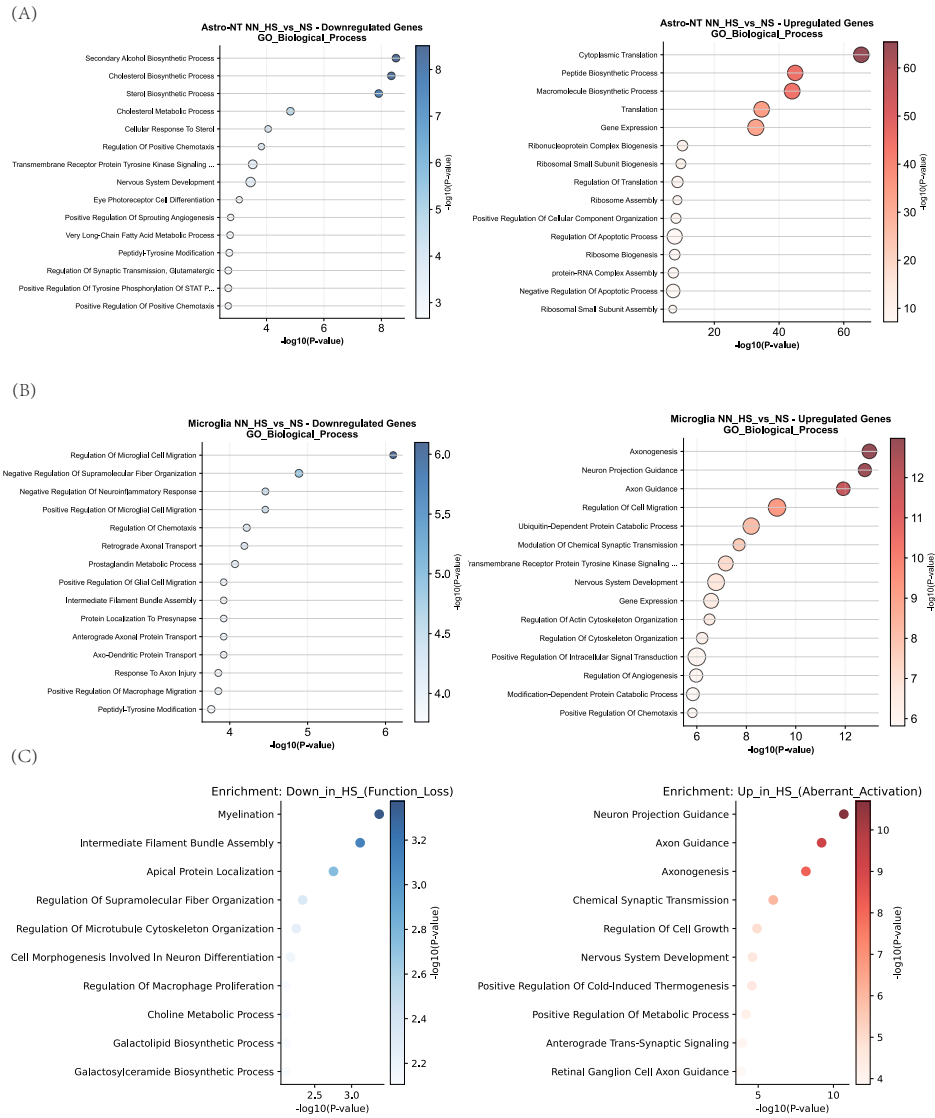 (A)
Astro-NT NN_HS_vs_NS - Downregulated Genes
GO_Biological_Process
Secondary Alcohol Biosynthetic Process
Cholesterol Biosynthetic Process
Sterol Biosynthetic Process
Cholesterol Metabolic Process
Cellular Response To Sterol
Regulation Of Positive Chemotaxis
Transmembrane Receptor Protein Tyrosine Kinase Signaling ...
Nervous System Development
Eye Photoreceptor Cell Differentiation
Positive Regulation Of Sprouting Angiogenesis
Very Long-Chain Fatty Acid Metabolic Process
Peptidyl-Tyrosine Modification
Regulation Of Synaptic Transmission, Glutamatergic
Positive Regulation Of Tyrosine Phosphorylation Of STAT P...
Positive Regulation Of Positive Chemotaxis
4 6 8
-log10(P-value)
8
7
6
5
4
3
-log10(P-value)
Astro-NT NN_HS_vs_NS - Upregulated Genes
GO_Biological_Process
Cytoplasmic Translation
Peptide Biosynthetic Process
Macromolecule Biosynthetic Process
Translation
Gene Expression
Ribonucleoprotein Complex Biogenesis
Ribosomal Small Subunit Biogenesis
Regulation Of Translation
Ribosome Assembly
Positive Regulation Of Cellular Component Organization
Regulation Of Apoptotic Process
Ribosome Biogenesis
protein-RNA Complex Assembly
Negative Regulation Of Apoptotic Process
Ribosomal Small Subunit Assembly
20 40 60
-log10(P-value)
60
50
40
30
20
10
-log10(P-value)
(B)
Microglia NN_HS_vs_NS - Downregulated Genes
GO_Biological_Process
Regulation Of Microglial Cell Migration
Negative Regulation Of Supramolecular Fiber Organization
Negative Regulation Of Neuroinflammatory Response
Positive Regulation Of Microglial Cell Migration
Regulation Of Chemotaxis
Retrograde Axonal Transport
Prostaglandin Metabolic Process
Positive Regulation Of Glial Cell Migration
Intermediate Filament Bundle Assembly
Protein Localization To Presynapse
Anterograde Axonal Protein Transport
Axo-Dendritic Protein Transport
Response To Axon Injury
Positive Regulation Of Macrophage Migration
Peptidyl-Tyrosine Modification
4 5 6
-log10(P-value)
6.0
5.5
5.0
4.5
4.0
-log10(P-value)
Microglia NN_HS_vs_NS - Upregulated Genes
GO_Biological_Process
Axonogenesis
Neuron Projection Guidance
Axon Guidance
Regulation Of Cell Migration
Ubiquitin-Dependent Protein Catabolic Process
Modulation Of Chemical Synaptic Transmission
ransmembrane Receptor Protein Tyrosine Kinase Signaling ...
Nervous System Development
Gene Expression
Regulation Of Actin Cytoskeleton Organization
Regulation Of Cytoskeleton Organization
Positive Regulation Of Intracellular Signal Transduction
Regulation Of Angiogenesis
Modification-Dependent Protein Catabolic Process
Positive Regulation Of Chemotaxis
6 8 10 12
-log10(P-value)
12
11
10
9
8
7
6
-log10(P-value)
(C)
Enrichment: Down_in_HS_(Function_Loss)
Myelination
Intermediate Filament Bundle Assembly
Apical Protein Localization
Regulation Of Supramolecular Fiber Organization
Regulation Of Microtubule Cytoskeleton Organization
Cell Morphogenesis Involved In Neuron Differentiation
Regulation Of Macrophage Proliferation
Choline Metabolic Process
Galactolipid Biosynthetic Process
Galactosylceramide Biosynthetic Process
2.5 3.0
-log10(P-value)
3.2
3.0
2.8
2.6
2.4
2.2
-log10(P-value)
Enrichment: Up_in_HS_(Aberrant_Activation)
Neuron Projection Guidance
Axon Guidance
Axonogenesis
Chemical Synaptic Transmission
Regulation Of Cell Growth
Nervous System Development
Positive Regulation Of Cold-Induced Thermogenesis
Positive Regulation Of Metabolic Process
Anterograde Trans-Synaptic Signaling
Retinal Ganglion Cell Axon Guidance
5 10
-log10(P-value)
10
9
8
7
6
5
4
-log10(P-value)